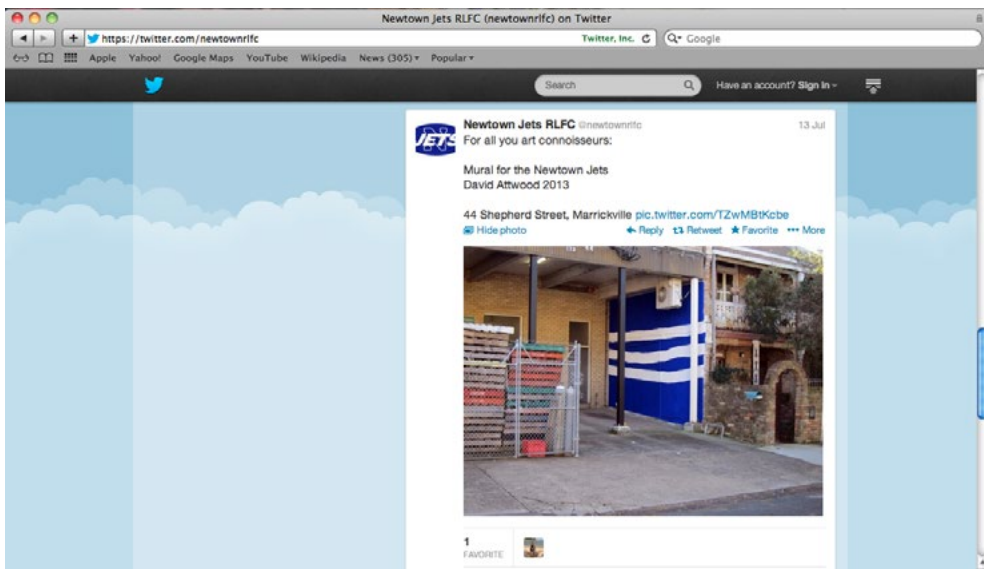 Newtown Jets RLFC (newtownrlfc) on Twitter
https://twitter.com/newtownrlfc Twitter, Inc. Google
Apple Yahoo! Google Maps YouTube Wikipedia News (305) Popular
Search Have an account? Sign in
JETS Newtown Jets RLFC @newtownrlfc 13 Jul
For all you art connoisseurs:
Mural for the Newtown Jets
David Attwood 2013
44 Shepherd Street, Marrickville pic.twitter.com/TZwMBtKcbe
Hide photo Reply Retweet Favorite More
1
FAVORITE